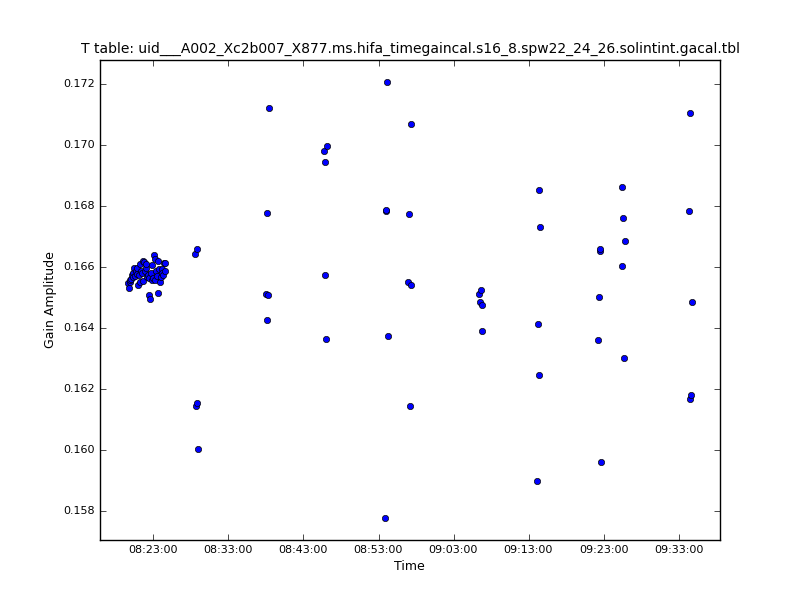 T table: uid___A002_Xc2b007_X877.ms.hifa_timegaincal.s16_8.spw22_24_26.solintint.gacal.tbl
0.172
0.170
0.168
0.166
0.164
0.162
0.160
0.158
Gain Amplitude
08:23:00 08:33:00 08:43:00 08:53:00 09:03:00 09:13:00 09:23:00 09:33:00
Time